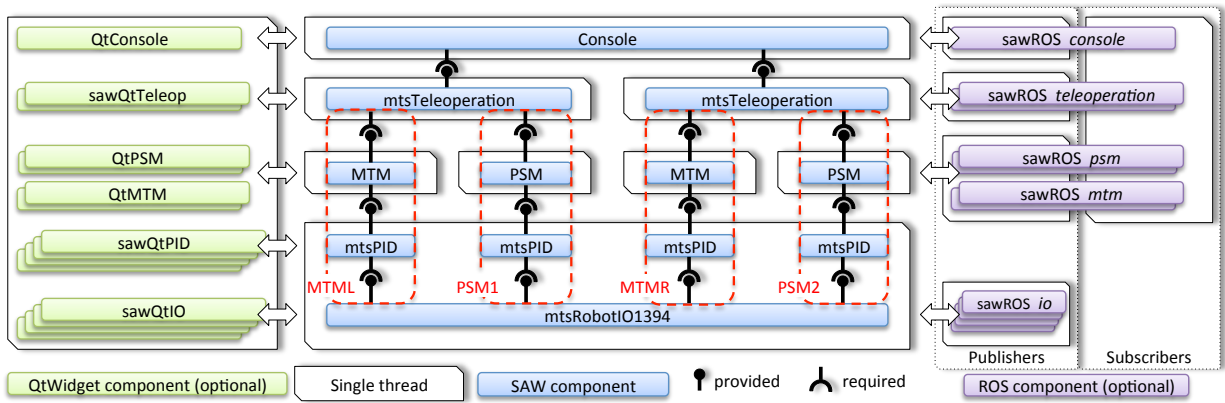 QtConsole
Console
sawROS console
sawQtTeleop
mtsTeleoperation
mtsTeleoperation
sawROS teleoperation
QtPSM
MTM
PSM
MTM
PSM
sawROS psm
QtMTM
sawROS mtm
sawQtPID
mtsPID
mtsPID
mtsPID
mtsPID
MTML
PSM1
MTMR
PSM2
sawQtIO
mtsRobotIO1394
sawROS io
Publishers
Subscribers
QtWidget component (optional)
Single thread
SAW component
provided
required
ROS component (optional)